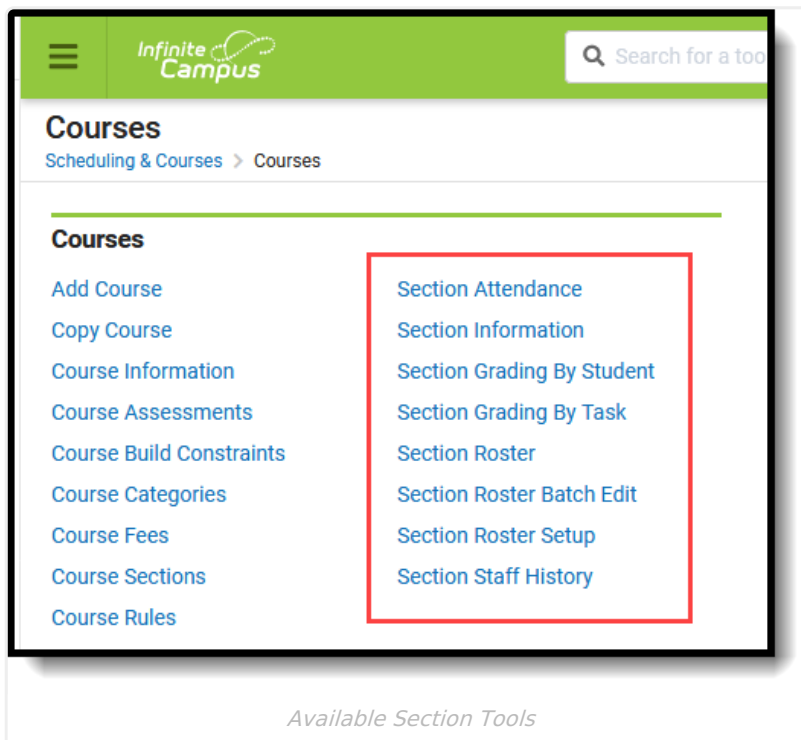 Infinite
Campus
Search for a too
Courses
Scheduling & Courses > Courses
Courses
Add Course
Copy Course
Course Information
Course Assessments
Course Build Constraints
Course Categories
Course Fees
Course Sections
Course Rules
Section Attendance
Section Information
Section Grading By Student
Section Grading By Task
Section Roster
Section Roster Batch Edit
Section Roster Setup
Section Staff History
Available Section Tools